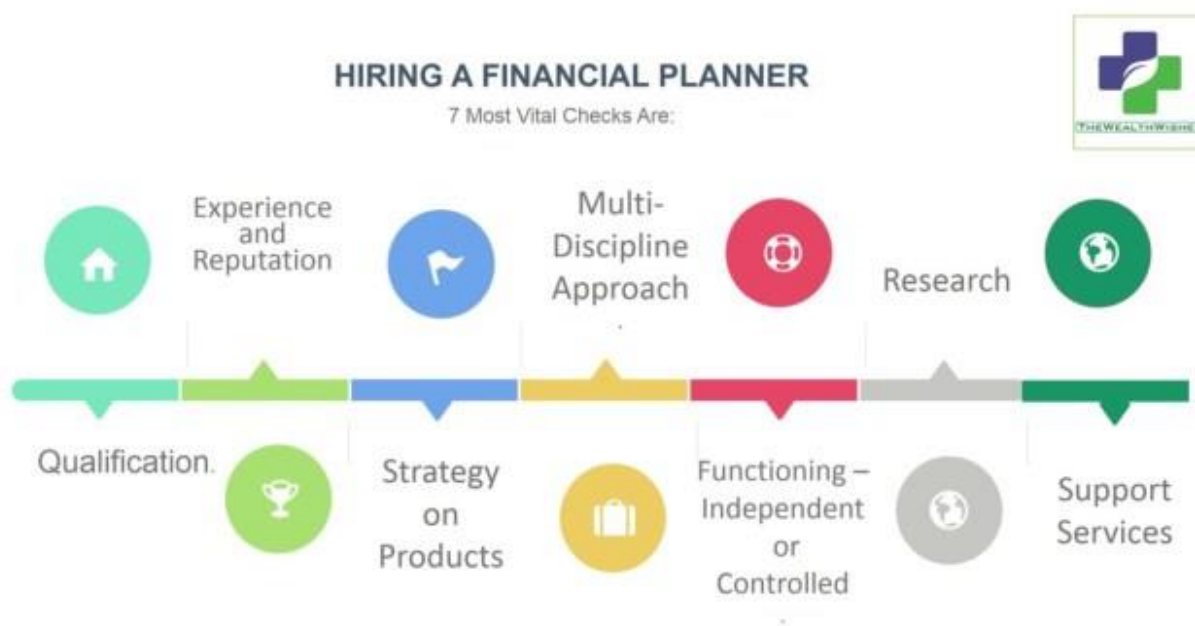 HIRING A FINANCIAL PLANNER
7 Most Vital Checks Are:
THEWEALTHWISHE
Qualification.
Experience
and
Reputation
Strategy
on
Products
Multi-
Discipline
Approach
Functioning –
Independent
or
Controlled
Research
Support
Services